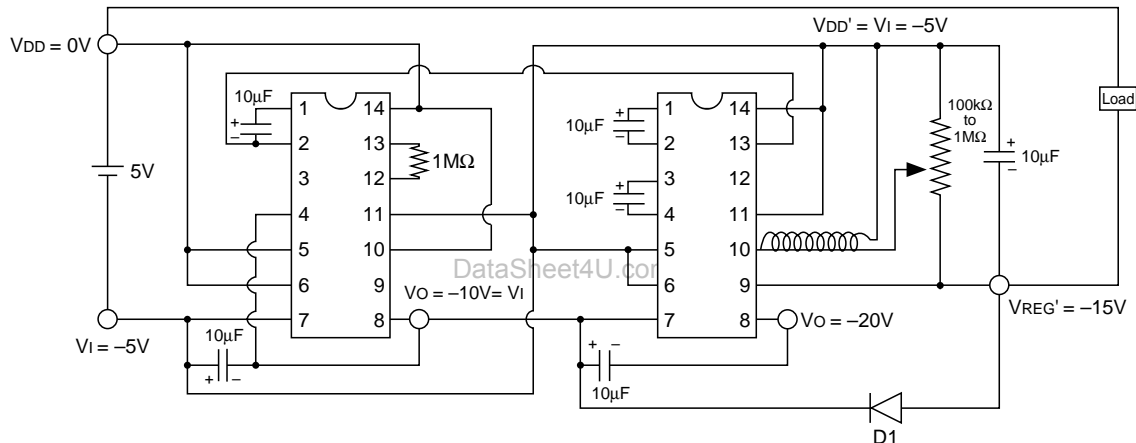 VDD = 0V
VDD' = VI = –5V
10µF
+
–
1 14
2 13
3 12
4 11
5 10
6 9
7 8
1MΩ
5V
VI = –5V
10µF
+ –
VO = –10V= VI
10µF
+
–
10µF
+
–
1 14
2 13
3 12
4 11
5 10
6 9
7 8
VO = –20V
+ –
10µF
100kΩ
to
1MΩ
+
10µF
–
Load
VREG' = –15V
D1
DataSheet4U.com